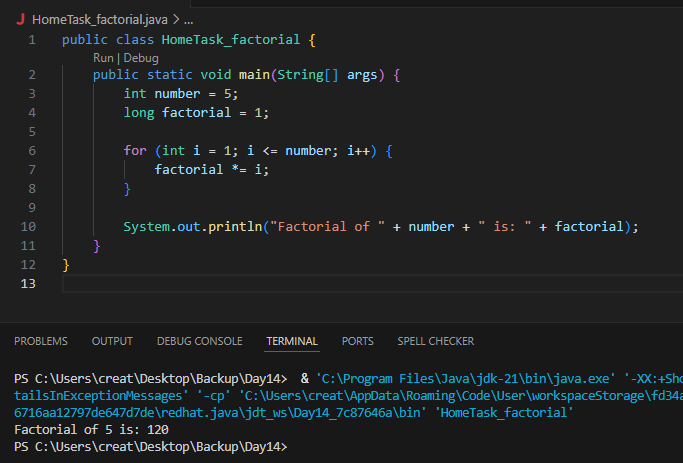 J HomeTask_factorial.java > ...
1 public class HomeTask_factorial {
Run | Debug
2 public static void main(String[] args) {
3 int number = 5;
4 long factorial = 1;
5
6 for (int i = 1; i <= number; i++) {
7 factorial *= i;
8 }
9
10 System.out.println("Factorial of " + number + " is: " + factorial);
11 }
12 }
13
PROBLEMS OUTPUT DEBUG CONSOLE TERMINAL PORTS SPELL CHECKER
PS C:\Users\creat\Desktop\Backup\Day14> & 'C:\Program Files\Java\jdk-21\bin\java.exe' '-XX:+Sho
tailsInExceptionMessages' '-cp' 'C:\Users\creat\AppData\Roaming\Code\User\workspaceStorage\fd34a
6716aa12797de647d7de\redhat.java\jdt_ws\Day14_7c87646a\bin' 'HomeTask_factorial'
Factorial of 5 is: 120
PS C:\Users\creat\Desktop\Backup\Day14>